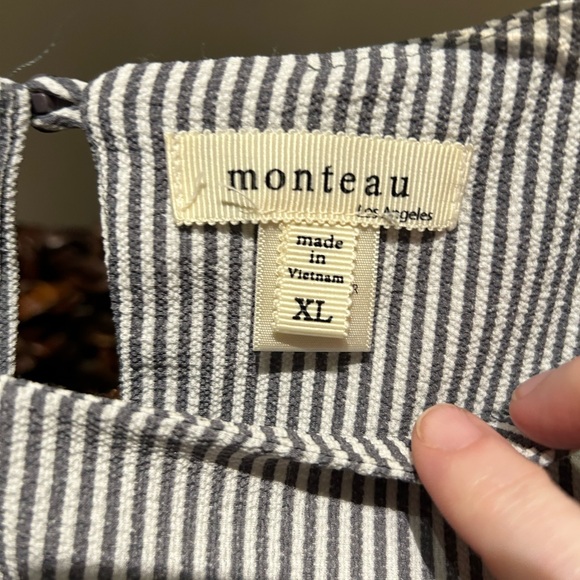 monteau
Los Angeles
made
in
Vietnam
XL